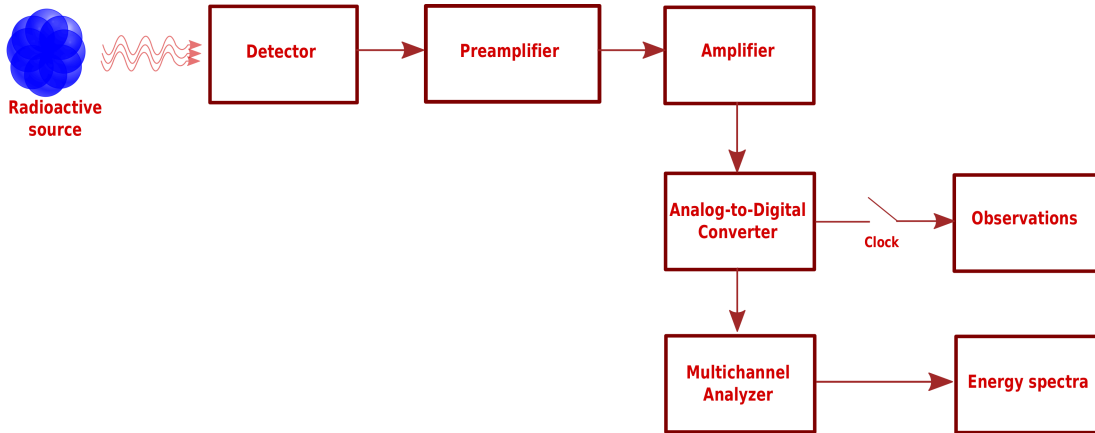 Radioactive
source
Detector
Preamplifier
Amplifier
Analog-to-Digital
Converter
Clock
Observations
Multichannel
Analyzer
Energy spectra